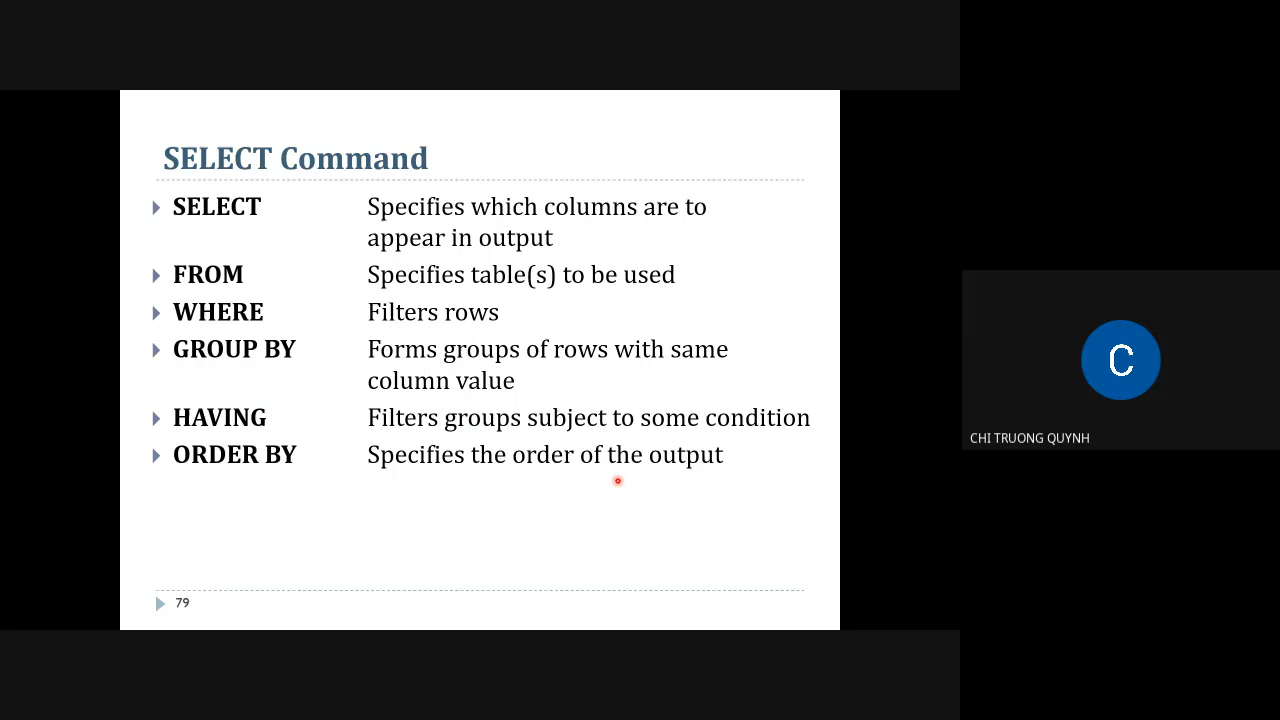 SELECT Command
SELECT Specifies which columns are to
appear in output
FROM Specifies table(s) to be used
WHERE Filters rows
GROUP BY Forms groups of rows with same
column value
HAVING Filters groups subject to some condition
ORDER BY Specifies the order of the output
79
C
CHI TRUONG QUYNH